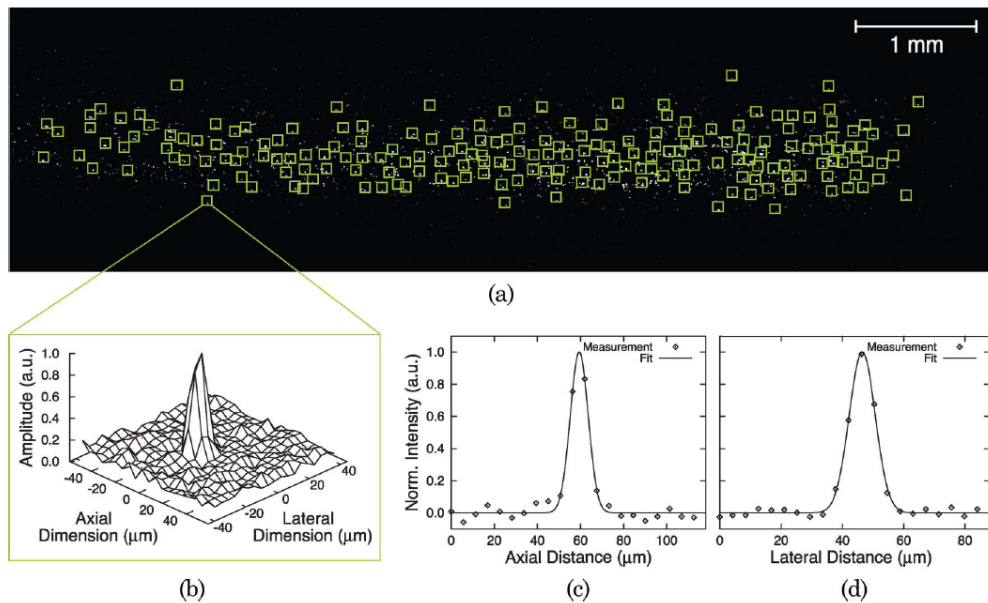 1 mm
(a)
Amplitude (a.u.)
1.0
0.8
0.6
0.4
0.2
0.0
-40
-20
0
20
40
Axial
Dimension (μm)
-40
-20
0
20
40
Lateral
Dimension (μm)
(b)
Norm. Intensity (a.u.)
1.0
0.8
0.6
0.4
0.2
0.0
Measurement
Fit
0 20 40 60 80 100
Axial Distance (μm)
(c)
Measurement
Fit
0 20 40 60 80
Lateral Distance (μm)
(d)